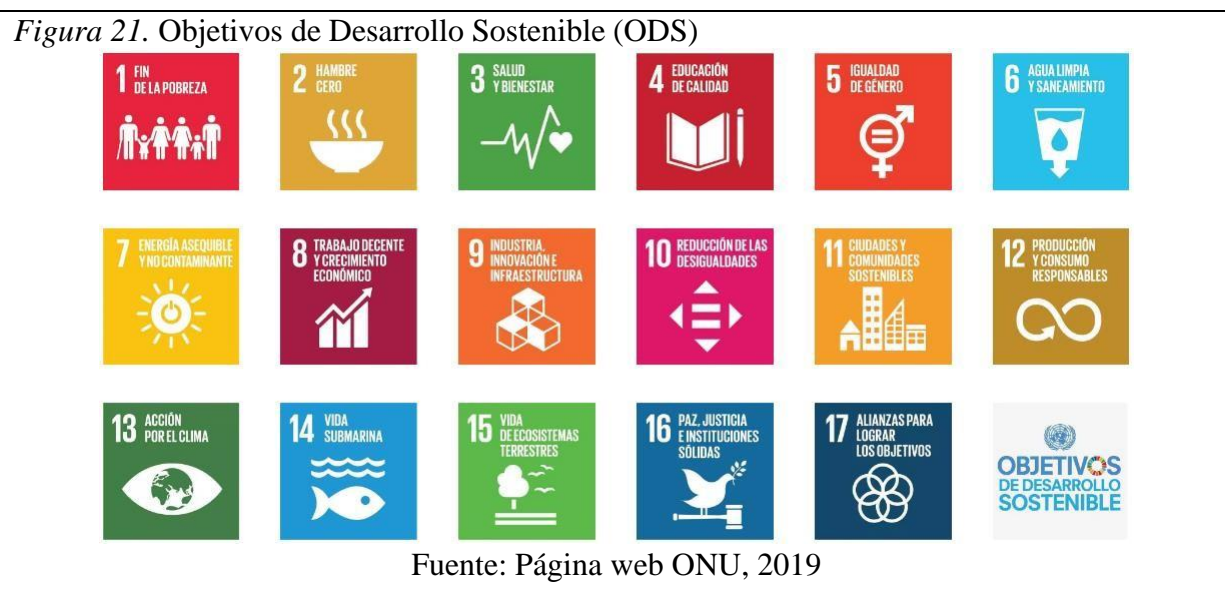 Figura 21. Objetivos de Desarrollo Sostenible (ODS)
1 FIN
DE LA POBREZA
2 HAMBRE
CERO
3 SALUD
Y BIENESTAR
4 EDUCACIÓN
DE CALIDAD
5 IGUALDAD
DE GÉNERO
6 AGUA LIMPIA
Y SANEAMIENTO
7 ENERGÍA ASEQUIBLE
Y NO CONTAMINANTE
8 TRABAJO DECENTE
Y CRECIMIENTO
ECONÓMICO
9 INDUSTRIA,
INNOVACIÓN E
INFRAESTRUCTURA
10 REDUCCIÓN DE LAS
DESIGUALDADES
11 CIUDADES Y
COMUNIDADES
SOSTENIBLES
12 PRODUCCIÓN
Y CONSUMO
RESPONSABLES
13 ACCIÓN
POR EL CLIMA
14 VIDA
SUBMARINA
15 VIDA
DE ECOSISTEMAS
TERRESTRES
16 PAZ, JUSTICIA
E INSTITUCIONES
SÓLIDAS
17 ALIANZAS PARA
LOGRAR
LOS OBJETIVOS
OBJETIVOS
DE DESARROLLO
SOSTENIBLE
Fuente: Página web ONU, 2019